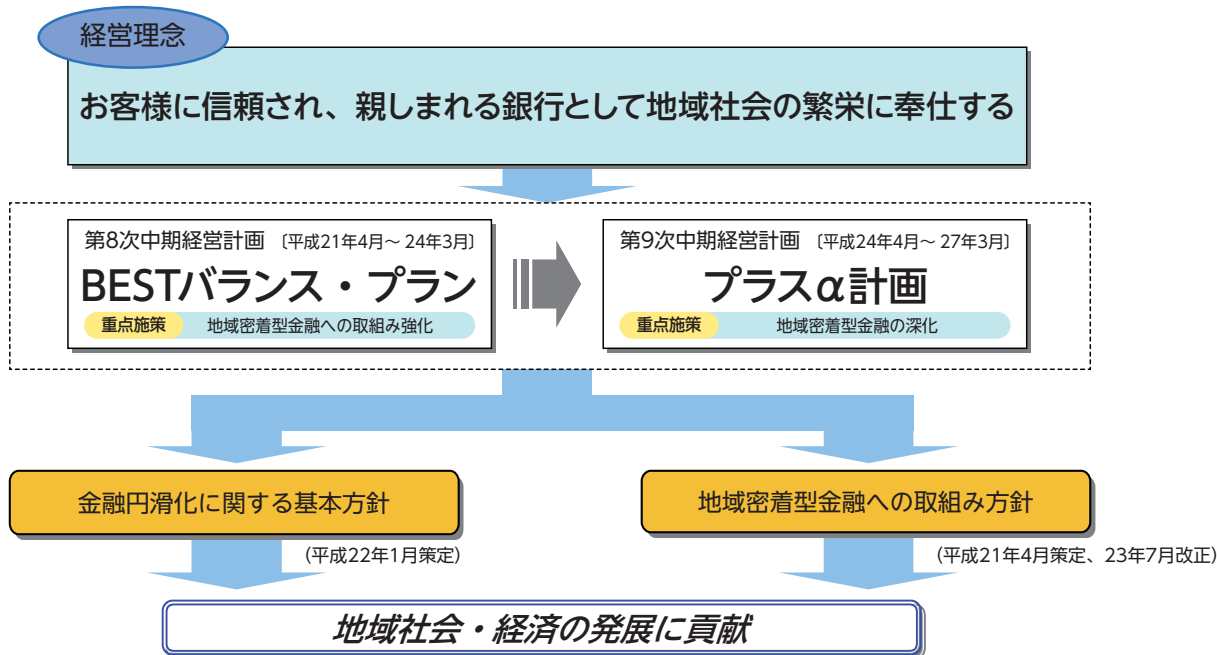 経営理念
お客様に信頼され、親しまれる銀行として地域社会の繁栄に奉仕する
第8次中期経営計画 〔平成21年4月〜24年3月〕
BESTバランス・プラン
重点施策 地域密着型金融への取組み強化
第9次中期経営計画 〔平成24年4月〜27年3月〕
プラスα計画
重点施策 地域密着型金融の深化
金融円滑化に関する基本方針
(平成22年1月策定)
地域密着型金融への取組み方針
(平成21年4月策定、23年7月改正)
地域社会・経済の発展に貢献